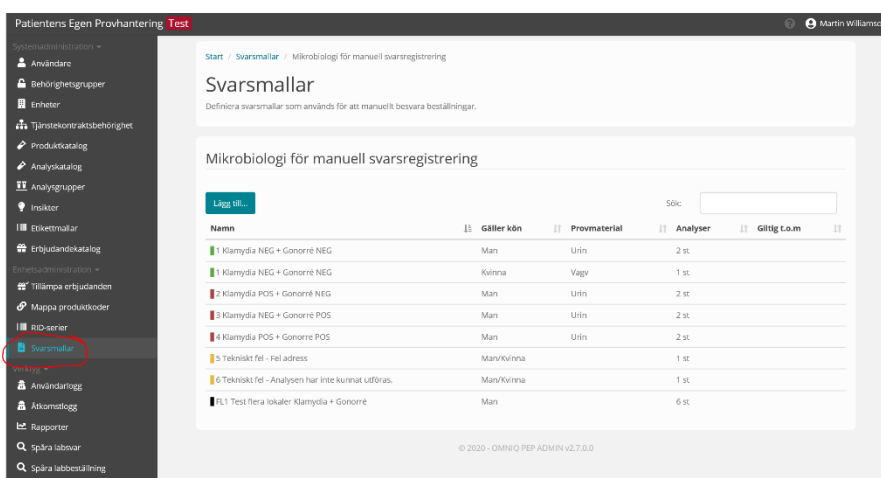 Patientens Egen Provhantering Test
Martin Williamso
Systemadministration
Användare
Behörighetsgrupper
Enheter
Tjänstekontraktsbehörighet
Produktkatalog
Analyskatalog
Analysgrupper
Insikter
Etikettmallar
Erbjudandekatalog
Enhetsadministration
Tillämpa erbjudanden
Mappa produktkoder
RID-serier
Svarsmallar
Verktyg
Användarlogg
Åtkomstlogg
Rapporter
Spåra labsvar
Spåra labbeställning
Start / Svarsmallar / Mikrobiologi för manuell svarsregistrering
Svarsmallar
Definiera svarsmallar som används för att manuellt besvara beställningar.
Mikrobiologi för manuell svarsregistrering
Lägg till... Sök:
Namn Gäller kön Provmaterial Analyser Giltig t.o.m
1 Klamydia NEG + Gonorré NEG Man Urin 2 st
1 Klamydia NEG + Gonorré NEG Kvinna Vagv 1 st
2 Klamydia POS + Gonorré NEG Man Urin 2 st
3 Klamydia NEG + Gonorré POS Man Urin 2 st
4 Klamydia POS + Gonorre POS Man Urin 2 st
5 Tekniskt fel - Fel adress Man/Kvinna 1 st
6 Tekniskt fel - Analysen har inte kunnat utföras. Man/Kvinna 1 st
FL1 Test flera lokaler Klamydia + Gonorré Man 6 st
© 2020 - OMNIQ PEP ADMIN v2.7.0.0